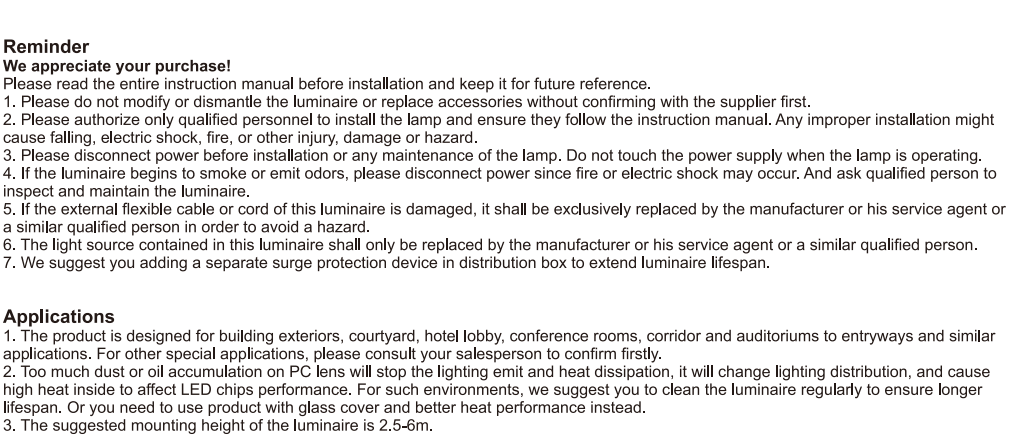 Reminder
We appreciate your purchase!
Please read the entire instruction manual before installation and keep it for future reference.
1. Please do not modify or dismantle the luminaire or replace accessories without confirming with the supplier first.
2. Please authorize only qualified personnel to install the lamp and ensure they follow the instruction manual. Any improper installation might
cause falling, electric shock, fire, or other injury, damage or hazard.
3. Please disconnect power before installation or any maintenance of the lamp. Do not touch the power supply when the lamp is operating.
4. If the luminaire begins to smoke or emit odors, please disconnect power since fire or electric shock may occur. And ask qualified person to
inspect and maintain the luminaire.
5. If the external flexible cable or cord of this luminaire is damaged, it shall be exclusively replaced by the manufacturer or his service agent or
a similar qualified person in order to avoid a hazard.
6. The light source contained in this luminaire shall only be replaced by the manufacturer or his service agent or a similar qualified person.
7. We suggest you adding a separate surge protection device in distribution box to extend luminaire lifespan.
Applications
1. The product is designed for building exteriors, courtyard, hotel lobby, conference rooms, corridor and auditoriums to entryways and similar
applications. For other special applications, please consult your salesperson to confirm firstly.
2. Too much dust or oil accumulation on PC lens will stop the lighting emit and heat dissipation, it will change lighting distribution, and cause
high heat inside to affect LED chips performance. For such environments, we suggest you to clean the luminaire regularly to ensure longer
lifespan. Or you need to use product with glass cover and better heat performance instead.
3. The suggested mounting height of the luminaire is 2.5-6m.